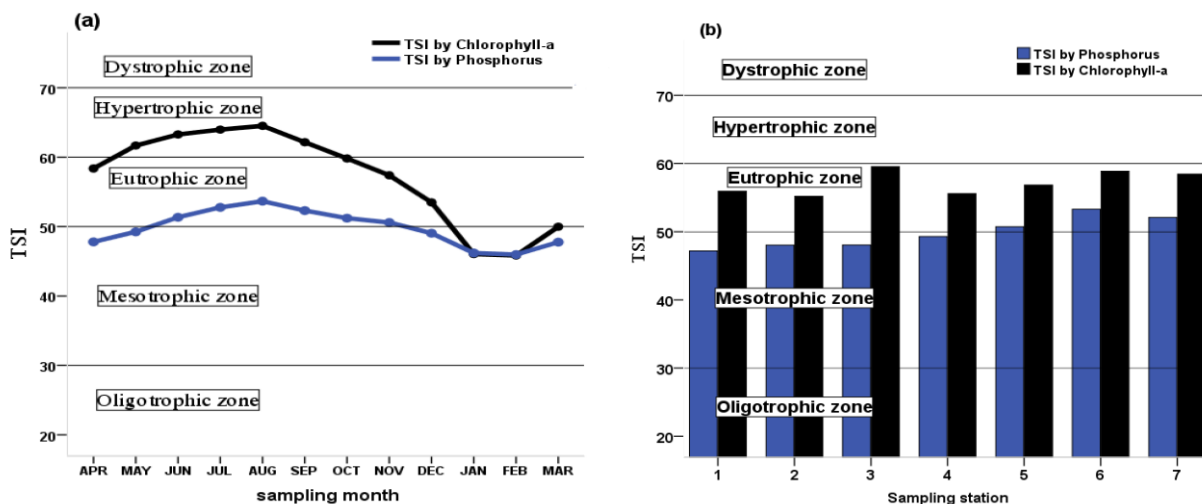 (a)
TSI by Chlorophyll-a
TSI by Phosphorus
Dystrophic zone
70
Hypertrophic zone
60
Eutrophic zone
50
TSI
40
Mesotrophic zone
30
Oligotrophic zone
20
APR MAY JUN JUL AUG SEP OCT NOV DEC JAN FEB MAR
sampling month
(b)
TSI by Phosphorus
TSI by Chlorophyll-a
Dystrophic zone
70
Hypertrophic zone
60
Eutrophic zone
50
TSI
40
Mesotrophic zone
30
Oligotrophic zone
20
1 2 3 4 5 6 7
Sampling station